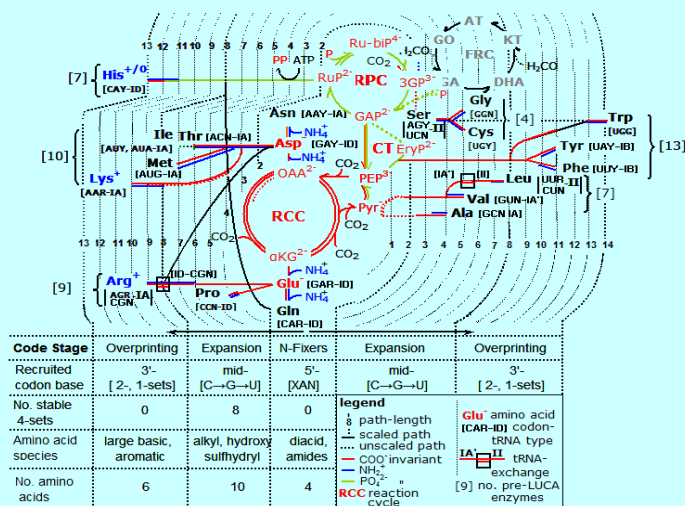 AT
GO KT
FRC
H₂CO
GA DHA
I₂CO
H₂CO
Ru-biP⁴⁻
P
CO₂
RPC
RuP²⁻
3GP³⁻
P
GAP²⁻
13 12 11 10 9 8 7 6 5 4 3 2
PP ATP
[7] His⁺/⁰
[CAY-ID]
Asn [AAY-IA]
NH₄⁺
Asp [GAY-ID]
NH₄⁺
OAA²⁻
CO₂
CT EryP²⁻
PEP³⁻
Pyr⁻
CO₂
RCC
CO₂
CO₂
αKG²⁻
NH₄⁺
Glu⁻ [GAR-ID]
NH₄⁺
Gln
[CAR-ID]
Ile Thr [ACN-IA]
[AUY, AUA-IA]
Met
[AUG-IA]
[10]
Lys⁺
[AAR-IA]
4 3 2
13 12 11 10 9 8 7 6 5
[9] Arg⁺ [ID-CGN]
AGR-IA
CGN
Pro
[CCN-ID]
Ser
AGY-II
UCN
Gly
[GGN]
Cys
[UGY]
[4]
Trp
[UGG]
Tyr [UAY-IB]
Phe [UUY-IB]
[13]
[IA'] [II]
Leu
UUR-II
CUN
[7]
Val [GUN-IA']
Ala [GCN IA]
1 2 3 4 5 6 7 8 9 10 11 12 13 14
Code Stage Overprinting Expansion N-Fixers Expansion Overprinting
Recruited codon base 3'- [ 2-, 1-sets] mid- [C→G→U] 5'- [XAN] mid- [C→G→U] 3'- [ 2-, 1-sets]
No. stable 4-sets 0 8 0
Amino acid species large basic, aromatic alkyl, hydroxy sulfhydryl diacid, amides
No. amino acids 6 10 4
legend
8 path-length
scaled path
unscaled path
COO⁻ invariant
NH₂⁺ "
PO₄²⁻ "
RCC reaction cycle
Glu⁻ amino acid
[CAR-ID] codon-tRNA type
IA' II tRNA-exchange
[9] no. pre-LUCA enzymes